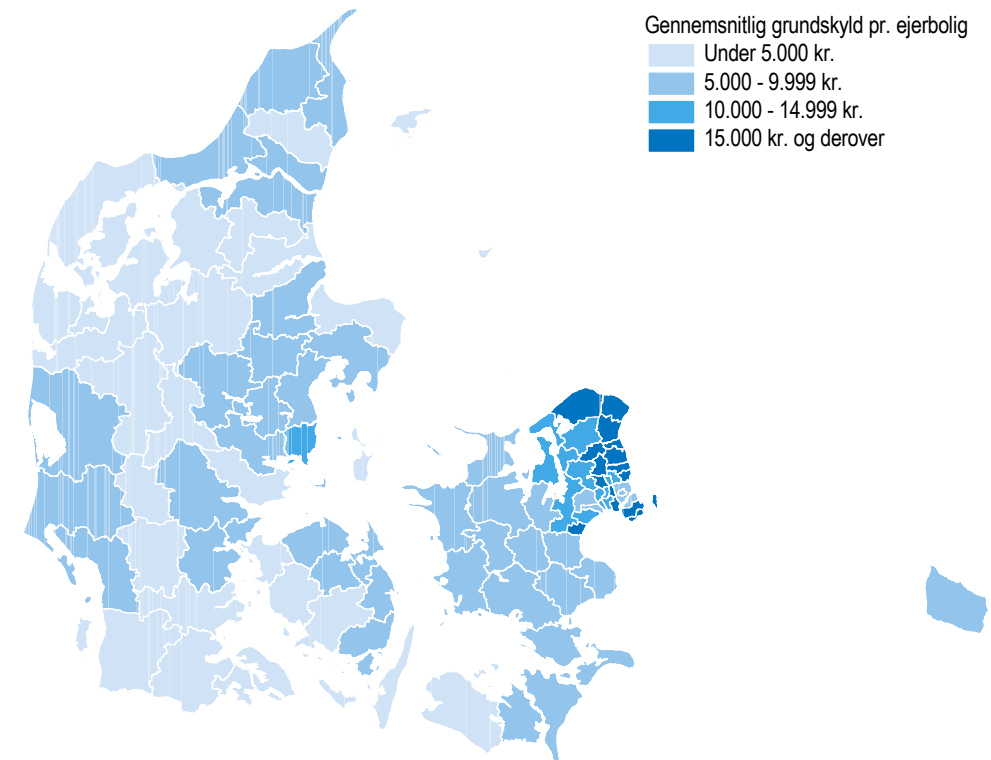 Gennemsnitlig grundskyld pr. ejerbolig
Under 5.000 kr.
5.000 - 9.999 kr.
10.000 - 14.999 kr.
15.000 kr. og derover